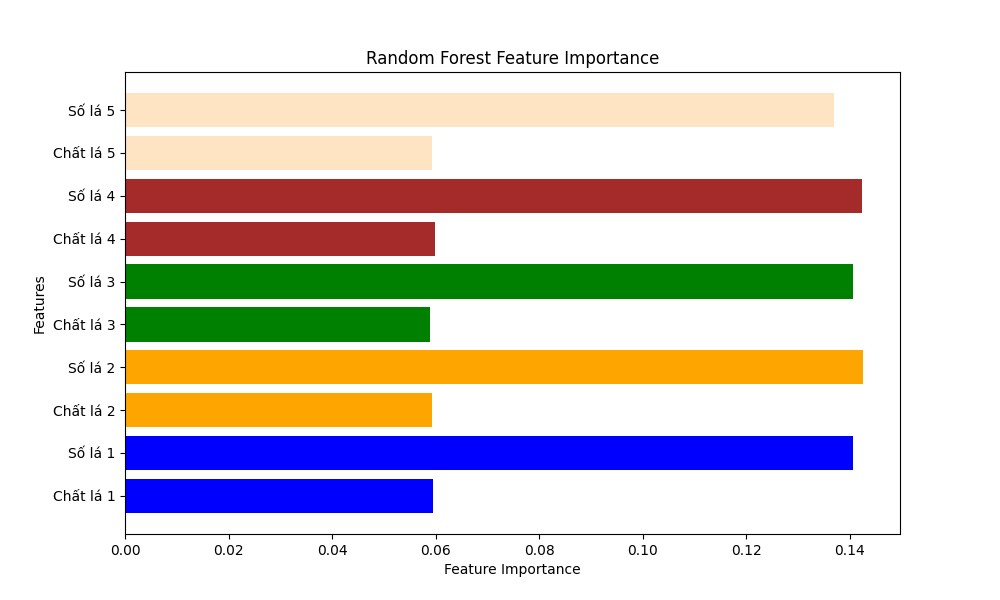 Random Forest Feature Importance
Số lá 5
Chất lá 5
Số lá 4
Chất lá 4
Số lá 3
Chất lá 3
Số lá 2
Chất lá 2
Số lá 1
Chất lá 1
Features
0.00 0.02 0.04 0.06 0.08 0.10 0.12 0.14
Feature Importance